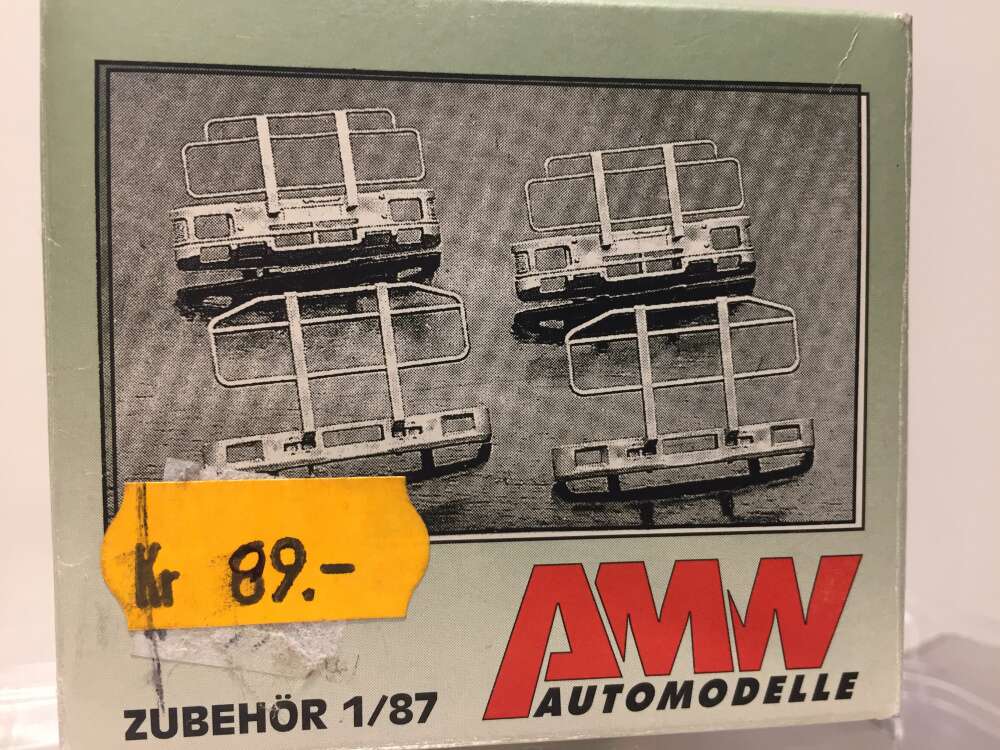 Kr 89.-
AMW
AUTOMODELLE
ZUBEHÖR 1/87